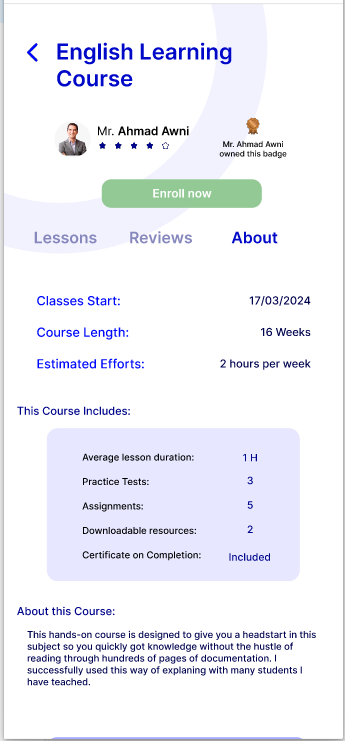 English Learning
Course
Mr. Ahmad Awni
Mr. Ahmad Awni
owned this badge
Enroll now
Lessons Reviews About
Classes Start: 17/03/2024
Course Length: 16 Weeks
Estimated Efforts: 2 hours per week
This Course Includes:
Average lesson duration: 1 H
Practice Tests: 3
Assignments: 5
Downloadable resources: 2
Certificate on Completion: Included
About this Course:
This hands-on course is designed to give you a headstart in this
subject so you quickly got knowledge without the hustle of
reading through hundreds of pages of documentation. I
successfully used this way of explaning with many students I
have teached.